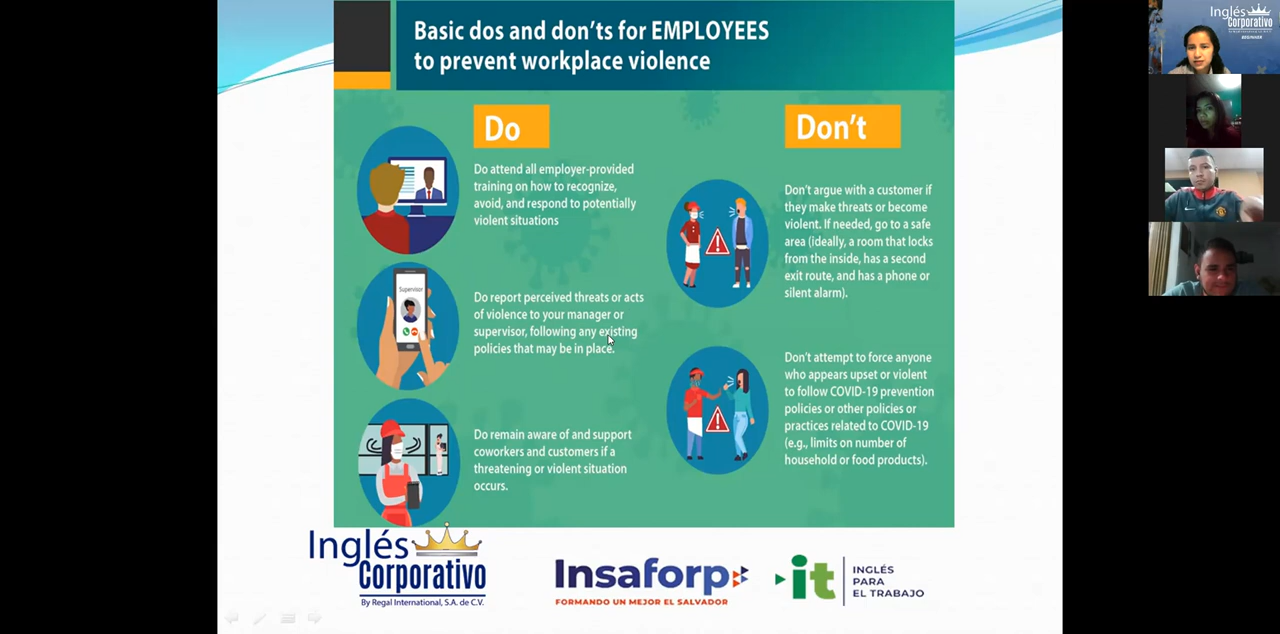 Basic dos and don'ts for EMPLOYEES
to prevent workplace violence
Do
Do attend all employer-provided
training on how to recognize,
avoid, and respond to potentially
violent situations
Supervisor
Do report perceived threats or acts
of violence to your manager or
supervisor, following any existing
policies that may be in place.
Do remain aware of and support
coworkers and customers if a
threatening or violent situation
occurs.
Don't
Don't argue with a customer if
they make threats or become
violent. If needed, go to a safe
area (ideally, a room that locks
from the inside, has a second
exit route, and has a phone or
silent alarm).
Don't attempt to force anyone
who appears upset or violent
to follow COVID-19 prevention
policies or other policies or
practices related to COVID-19
(e.g., limits on number of
household or food products).
Inglés
Corporativo
By Regal International, S.A. de C.V.
Insaforp
FORMANDO UN MEJOR EL SALVADOR
it
INGLÉS
PARA
EL TRABAJO
Inglés
Corporativo
BEGINNER